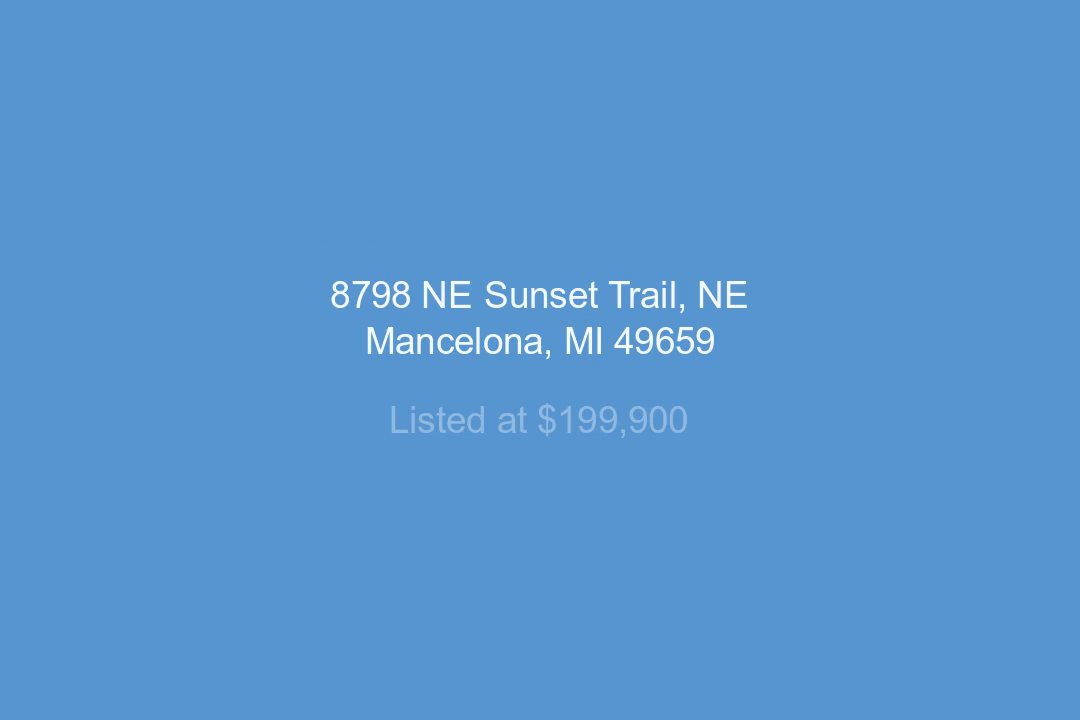 8798 NE Sunset Trail, NE
Mancelona, MI 49659
Listed at $199,900